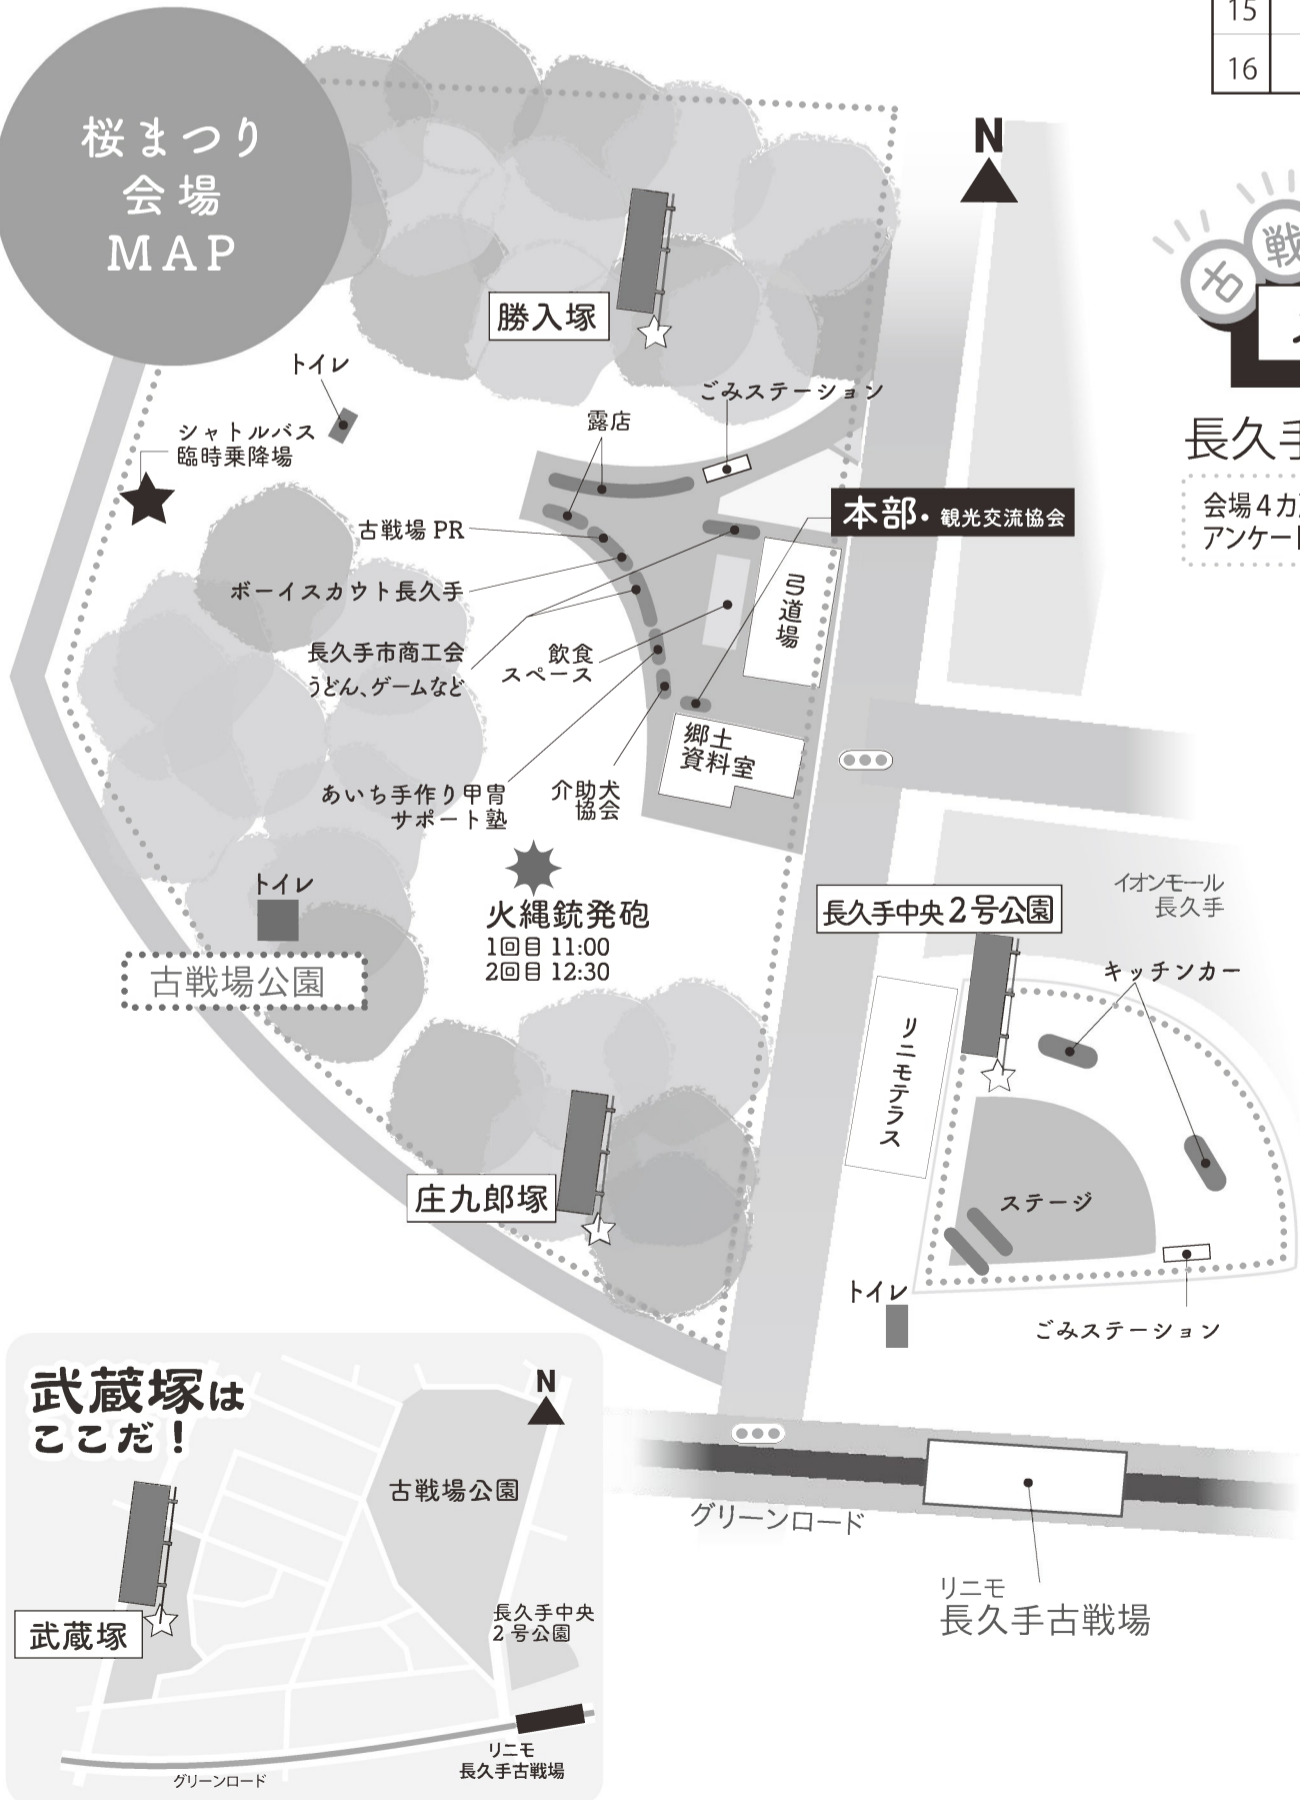 15
16
桜まつり
会場
MAP
N
古
戦
長久手
会場4カ
アンケート
勝入塚
トイレ
ごみステーション
露店
シャトルバス
臨時乗降場
本部・観光交流協会
古戦場PR
ボーイスカウト長久手
長久手市商工会
うどん、ゲームなど
飲食
スペース
弓道場
郷土
資料室
あいち手作り甲冑
サポート塾
介助犬
協会
トイレ
火縄銃発砲
1回目 11:00
2回目 12:30
古戦場公園
長久手中央2号公園
イオンモール
長久手
キッチンカー
リニモテラス
庄九郎塚
ステージ
トイレ
ごみステーション
グリーンロード
リニモ
長久手古戦場
武蔵塚は
ここだ!
N
古戦場公園
武蔵塚
長久手中央
2号公園
リニモ
長久手古戦場
グリーンロード